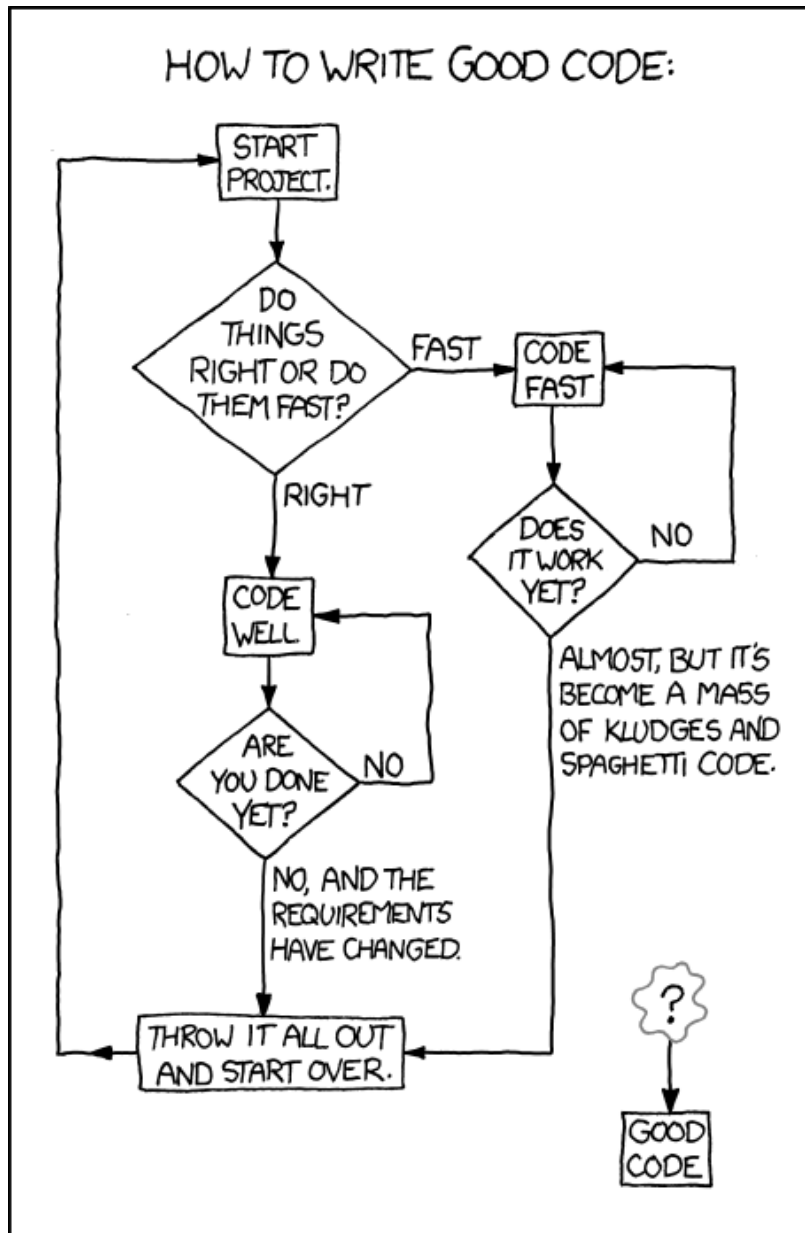 HOW TO WRITE GOOD CODE:
START
PROJECT.
DO
THINGS
RIGHT OR DO
THEM FAST?
FAST
CODE
FAST
RIGHT
DOES
IT WORK
YET?
NO
CODE
WELL.
ALMOST, BUT IT'S
BECOME A MASS
OF KLUDGES AND
SPAGHETTI CODE.
ARE
YOU DONE
YET?
NO
NO, AND THE
REQUIREMENTS
HAVE CHANGED.
THROW IT ALL OUT
AND START OVER.
?
GOOD
CODE